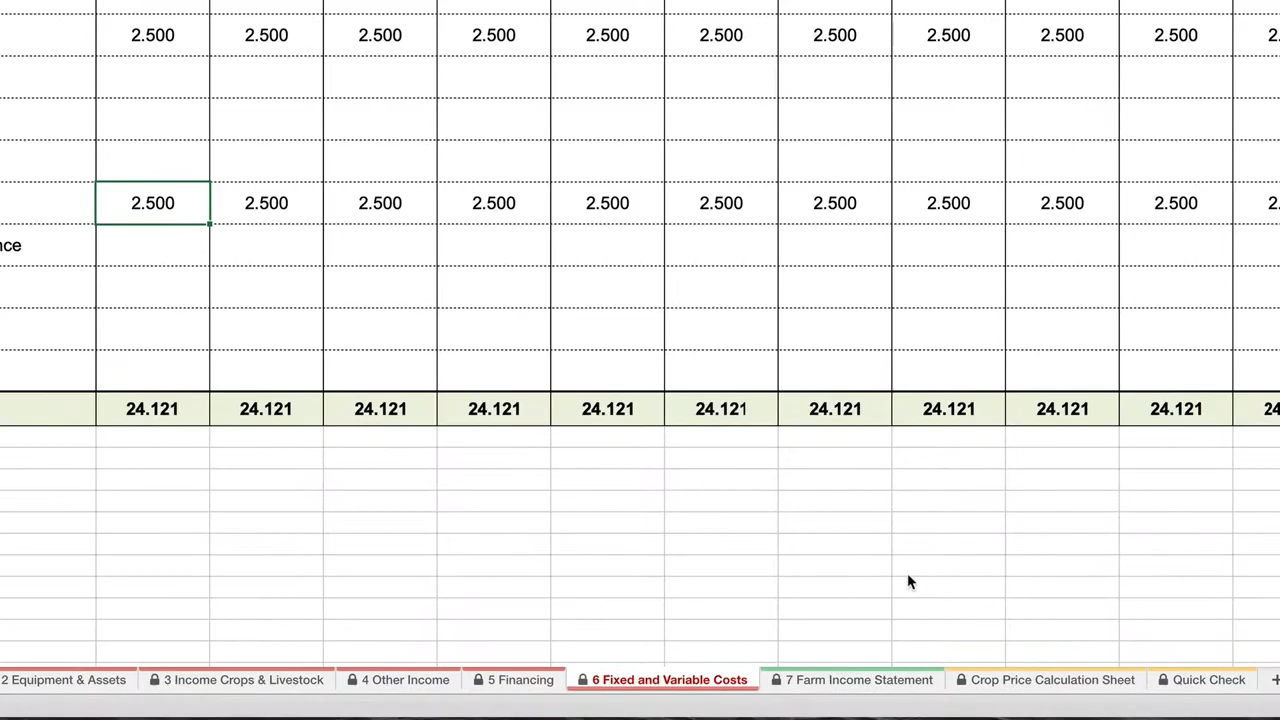 2.500 2.500 2.500 2.500 2.500 2.500 2.500 2.500 2.500 2.500 2.
2.500 2.500 2.500 2.500 2.500 2.500 2.500 2.500 2.500 2.500 2.
nce
24.121 24.121 24.121 24.121 24.121 24.121 24.121 24.121 24.121 24.121 24
2 Equipment & Assets 3 Income Crops & Livestock 4 Other Income 5 Financing 6 Fixed and Variable Costs 7 Farm Income Statement Crop Price Calculation Sheet Quick Check +